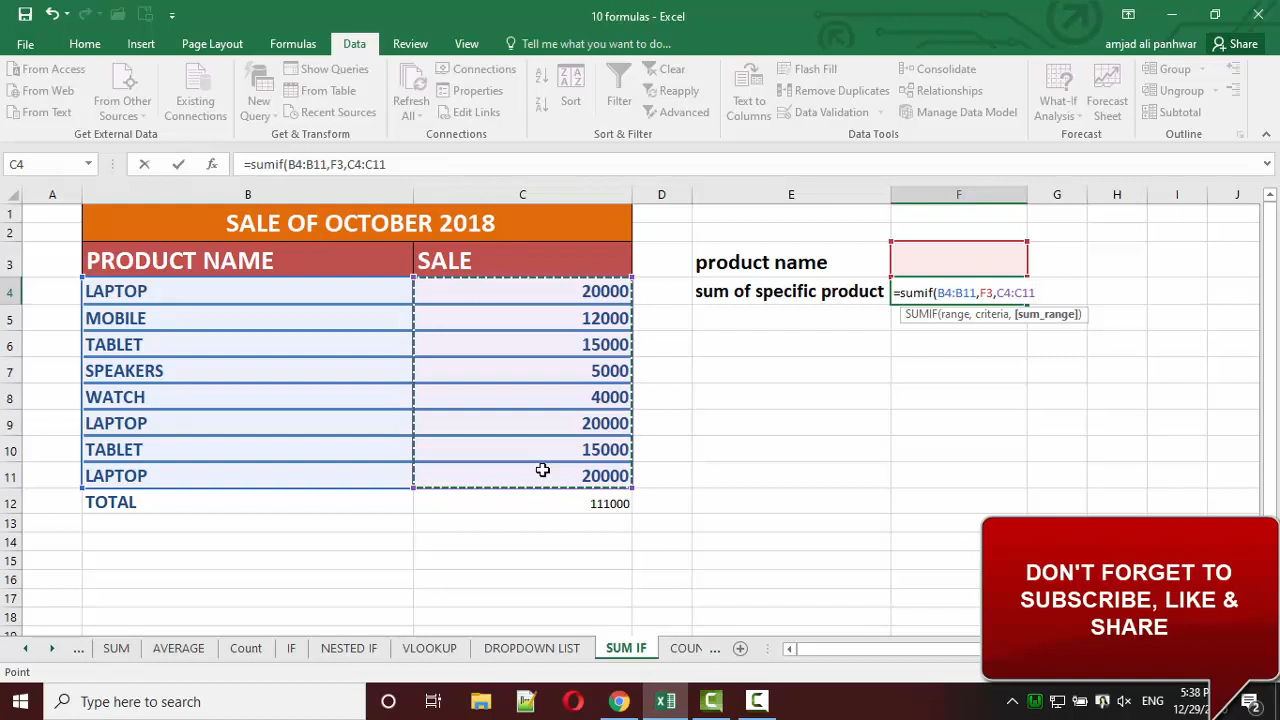 10 formulas - Excel
File Home Insert Page Layout Formulas Data Review View Tell me what you want to do... amjad ali panhwar Share
From Access
From Web
From Text
From Other Sources
Existing Connections
Get External Data
New Query
Show Queries
From Table
Recent Sources
Get & Transform
Refresh All
Connections
Properties
Edit Links
Connections
Sort
Filter
Clear
Reapply
Advanced
Sort & Filter
Text to Columns
Flash Fill
Remove Duplicates
Data Validation
Consolidate
Relationships
Manage Data Model
Data Tools
What-If Analysis
Forecast Sheet
Forecast
Group
Ungroup
Subtotal
Outline
C4 fx =sumif(B4:B11,F3,C4:C11
A B C D E F G H I J
1 SALE OF OCTOBER 2018
2
3 PRODUCT NAME SALE product name
4 LAPTOP 20000 sum of specific product =sumif(B4:B11,F3,C4:C11
SUMIF(range, criteria, [sum_range])
5 MOBILE 12000
6 TABLET 15000
7 SPEAKERS 5000
8 WATCH 4000
9 LAPTOP 20000
10 TABLET 15000
11 LAPTOP 20000
12 TOTAL 111000
13
14
15
16
17
18
DON'T FORGET TO
SUBSCRIBE, LIKE &
SHARE
... SUM AVERAGE Count IF NESTED IF VLOOKUP DROPDOWN LIST SUM IF COUN ...
Point
Type here to search
ENG
5:38 P
12/29/2
2